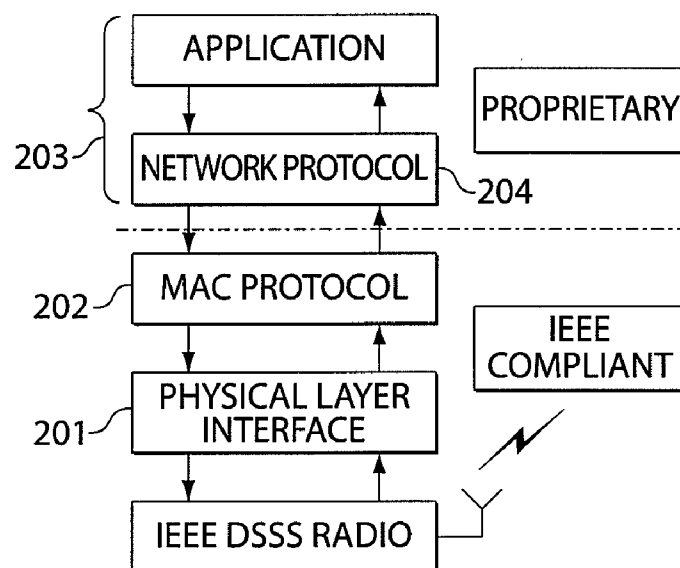 APPLICATION
PROPRIETARY
203
NETWORK PROTOCOL
204
MAC PROTOCOL
202
IEEE
COMPLIANT
PHYSICAL LAYER
INTERFACE
201
IEEE DSSS RADIO